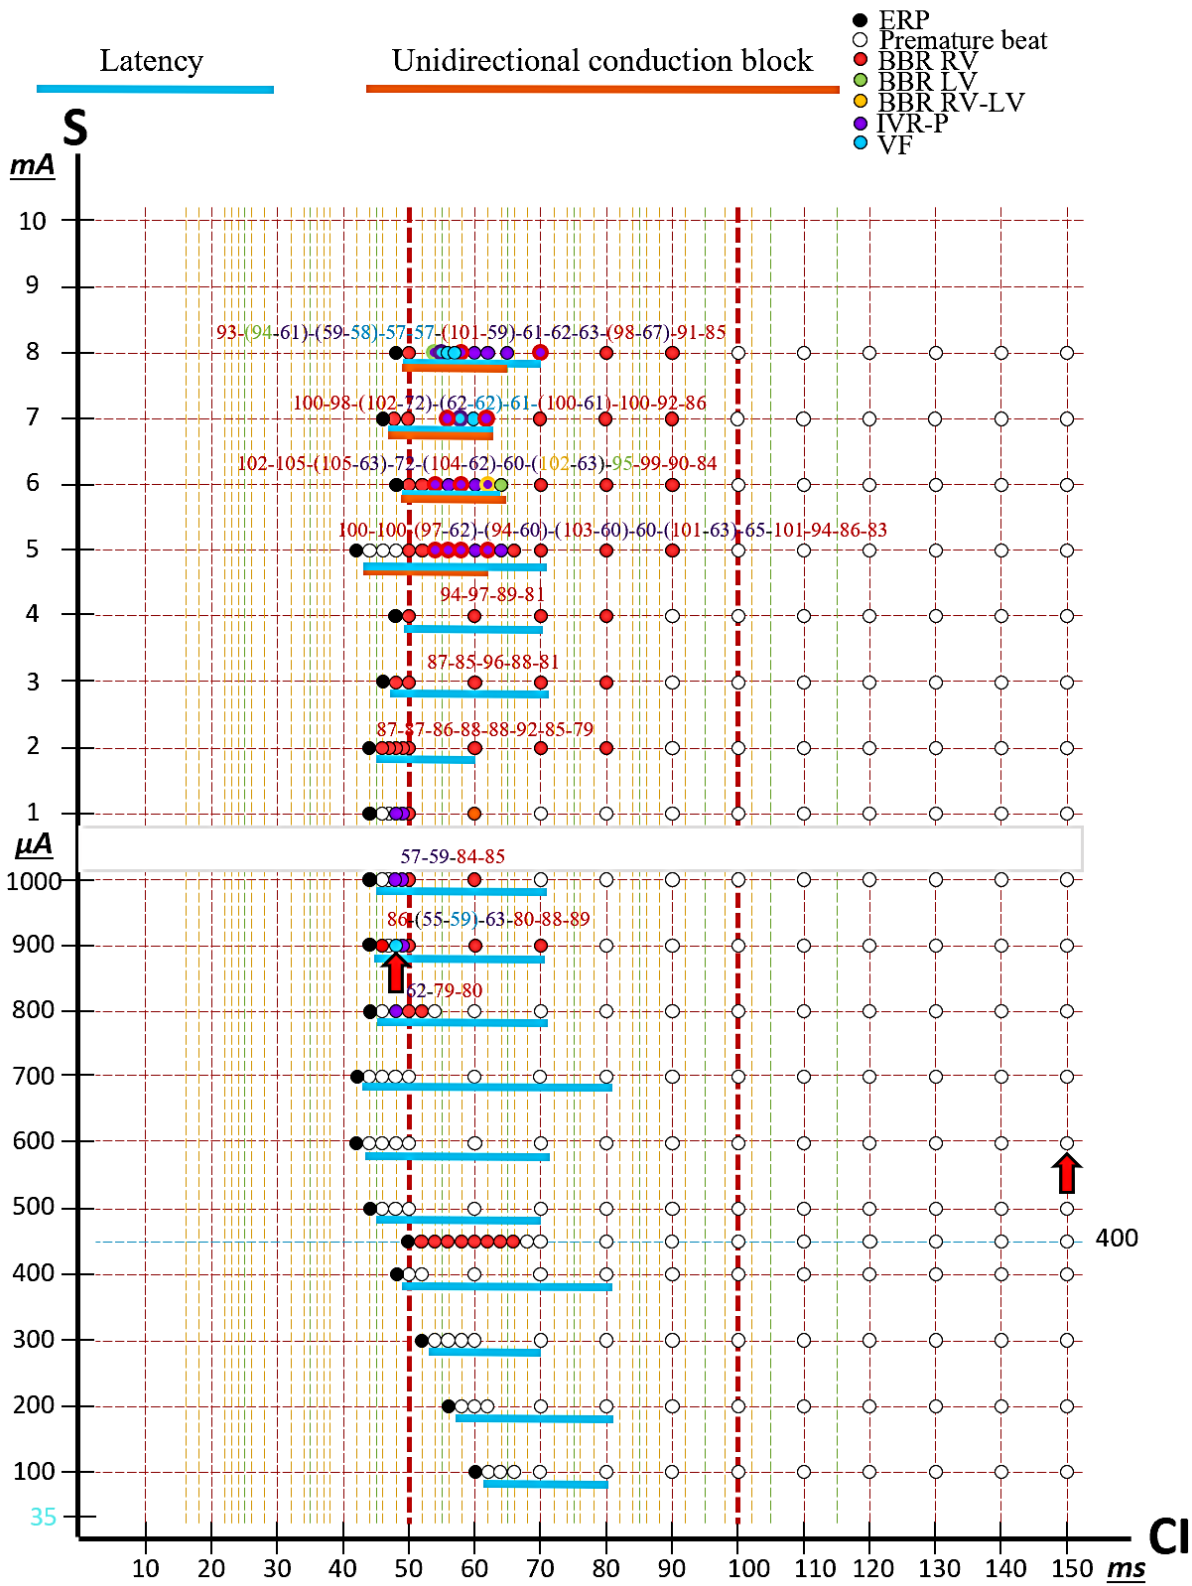 ERP
Premature beat
BBR RV
BBR LV
BBR RV-LV
IVR-P
VF
Latency
Unidirectional conduction block
S
mA
10
9
93-(94-61)-(59-58)-57-57-(101-59)-61-62-63-(98-67)-91-85
8
100-98-(102-72)-(62-62)-61-(100-61)-100-92-86
7
102-105-(105-63)-72-(104-62)-60-(102-63)-95-99-90-84
6
100-100-(97-62)-(94-60)-(103-60)-60-(101-63)-65-101-94-86-83
5
94-97-89-81
4
87-85-96-88-81
3
87-87-86-88-88-92-85-79
2
1
µA
57-59-84-85
1000
86-(55-59)-63-80-88-89
900
62-79-80
800
700
600
500
400
400
300
200
100
35
CI
10 20 30 40 50 60 70 80 90 100 110 120 130 140 150 ms